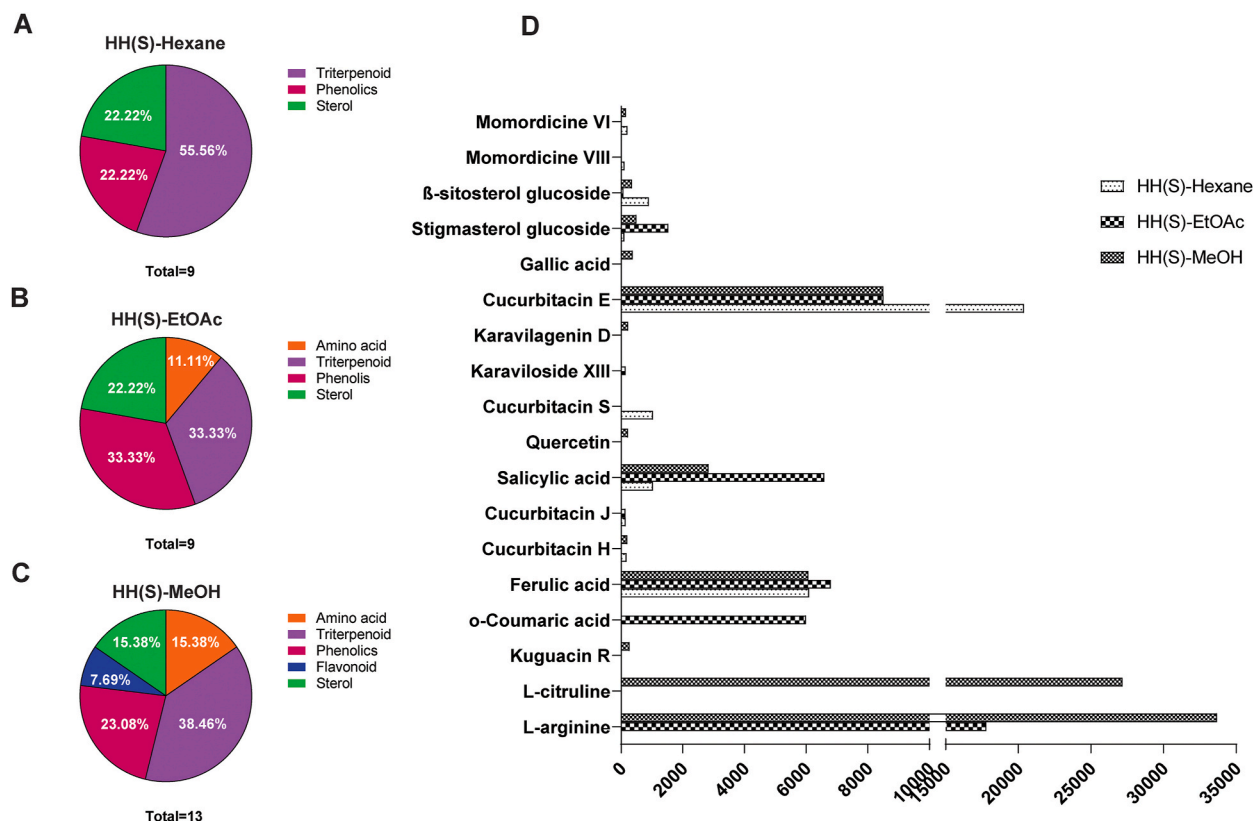 A
HH(S)-Hexane
22.22%
55.56%
22.22%
Triterpenoid
Phenolics
Sterol
Total=9
B
HH(S)-EtOAc
11.11%
22.22%
33.33%
33.33%
Amino acid
Triterpenoid
Phenolis
Sterol
Total=9
C
HH(S)-MeOH
15.38%
15.38%
7.69%
23.08%
38.46%
Amino acid
Triterpenoid
Phenolics
Flavonoid
Sterol
Total=13
D
Momordicine VI
Momordicine VIII
ß-sitosterol glucoside
Stigmasterol glucoside
Gallic acid
Cucurbitacin E
Karavilagenin D
Karaviloside XIII
Cucurbitacin S
Quercetin
Salicylic acid
Cucurbitacin J
Cucurbitacin H
Ferulic acid
o-Coumaric acid
Kuguacin R
L-citruline
L-arginine
0
2000
4000
6000
8000
10000
15000
20000
25000
30000
35000
HH(S)-Hexane
HH(S)-EtOAc
HH(S)-MeOH